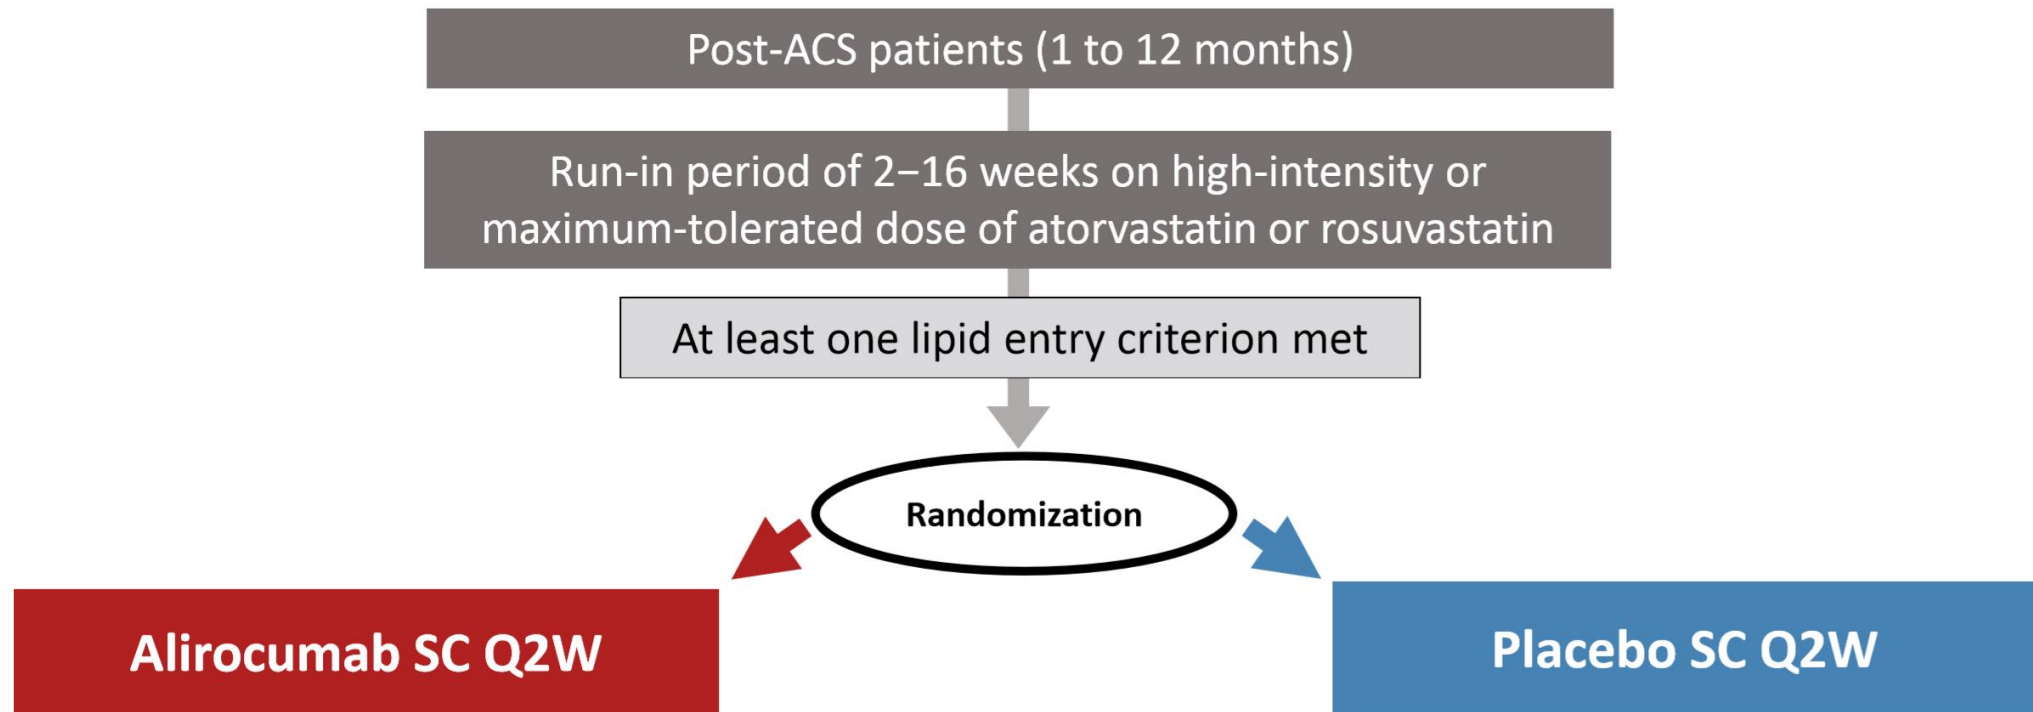 Post-ACS patients (1 to 12 months)
Run-in period of 2−16 weeks on high-intensity or
maximum-tolerated dose of atorvastatin or rosuvastatin
At least one lipid entry criterion met
Randomization
Alirocumab SC Q2W
Placebo SC Q2W